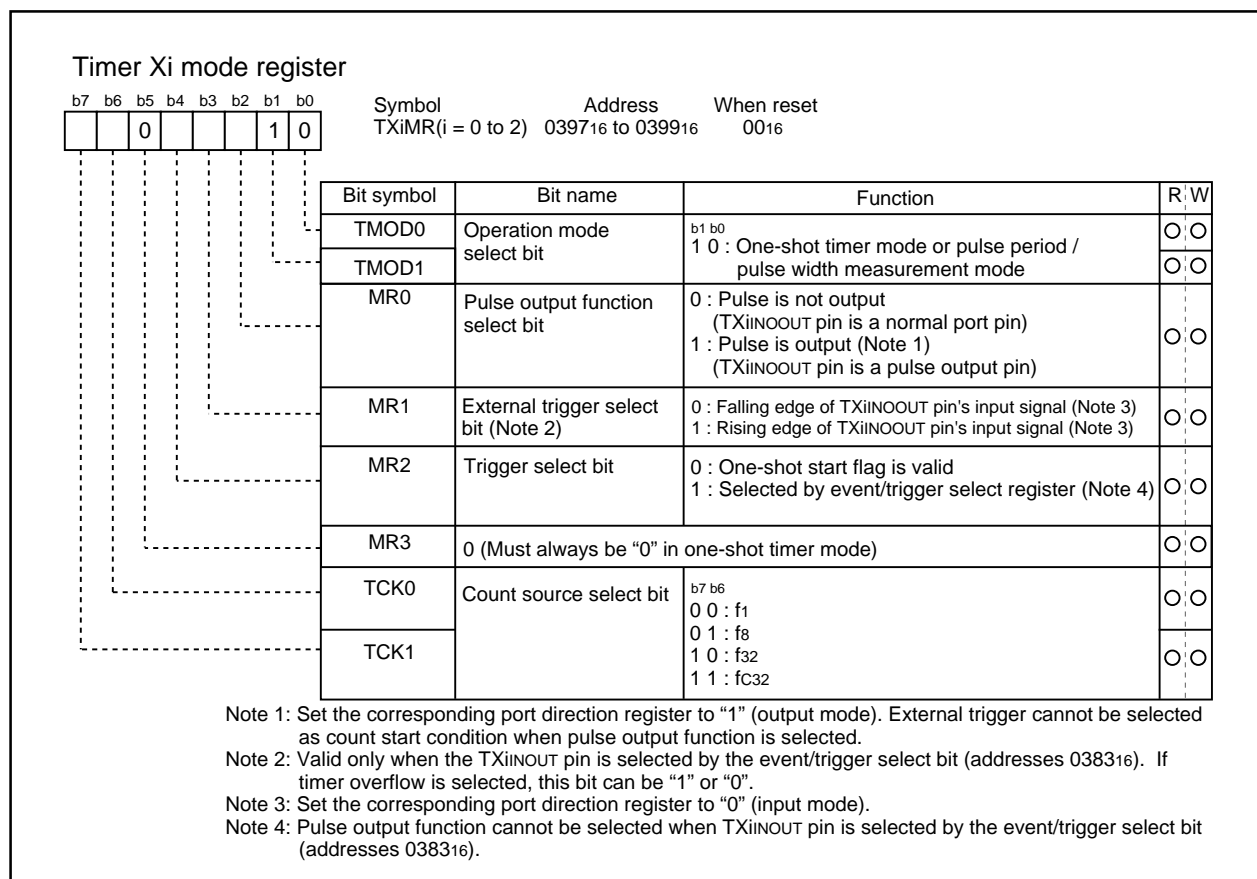 Timer Xi mode register
b7 b6 b5 b4 b3 b2 b1 b0
0 1 0
Symbol Address When reset
TXiMR(i = 0 to 2) 039716 to 039916 0016
Bit symbol Bit name Function R W
TMOD0 Operation mode select bit b1 b0
TMOD1 1 0 : One-shot timer mode or pulse period /
pulse width measurement mode
MR0 Pulse output function select bit 0 : Pulse is not output
(TXiINOOUT pin is a normal port pin)
1 : Pulse is output (Note 1)
(TXiINOOUT pin is a pulse output pin)
MR1 External trigger select 0 : Falling edge of TXiINOOUT pin's input signal (Note 3)
bit (Note 2) 1 : Rising edge of TXiINOOUT pin's input signal (Note 3)
MR2 Trigger select bit 0 : One-shot start flag is valid
1 : Selected by event/trigger select register (Note 4)
MR3 0 (Must always be “0” in one-shot timer mode)
TCK0 Count source select bit b7 b6
0 0 : f1
0 1 : f8
TCK1 1 0 : f32
1 1 : fC32
Note 1: Set the corresponding port direction register to “1” (output mode). External trigger cannot be selected
as count start condition when pulse output function is selected.
Note 2: Valid only when the TXiINOUT pin is selected by the event/trigger select bit (addresses 038316). If
timer overflow is selected, this bit can be “1” or “0”.
Note 3: Set the corresponding port direction register to “0” (input mode).
Note 4: Pulse output function cannot be selected when TXiINOUT pin is selected by the event/trigger select bit
(addresses 038316).